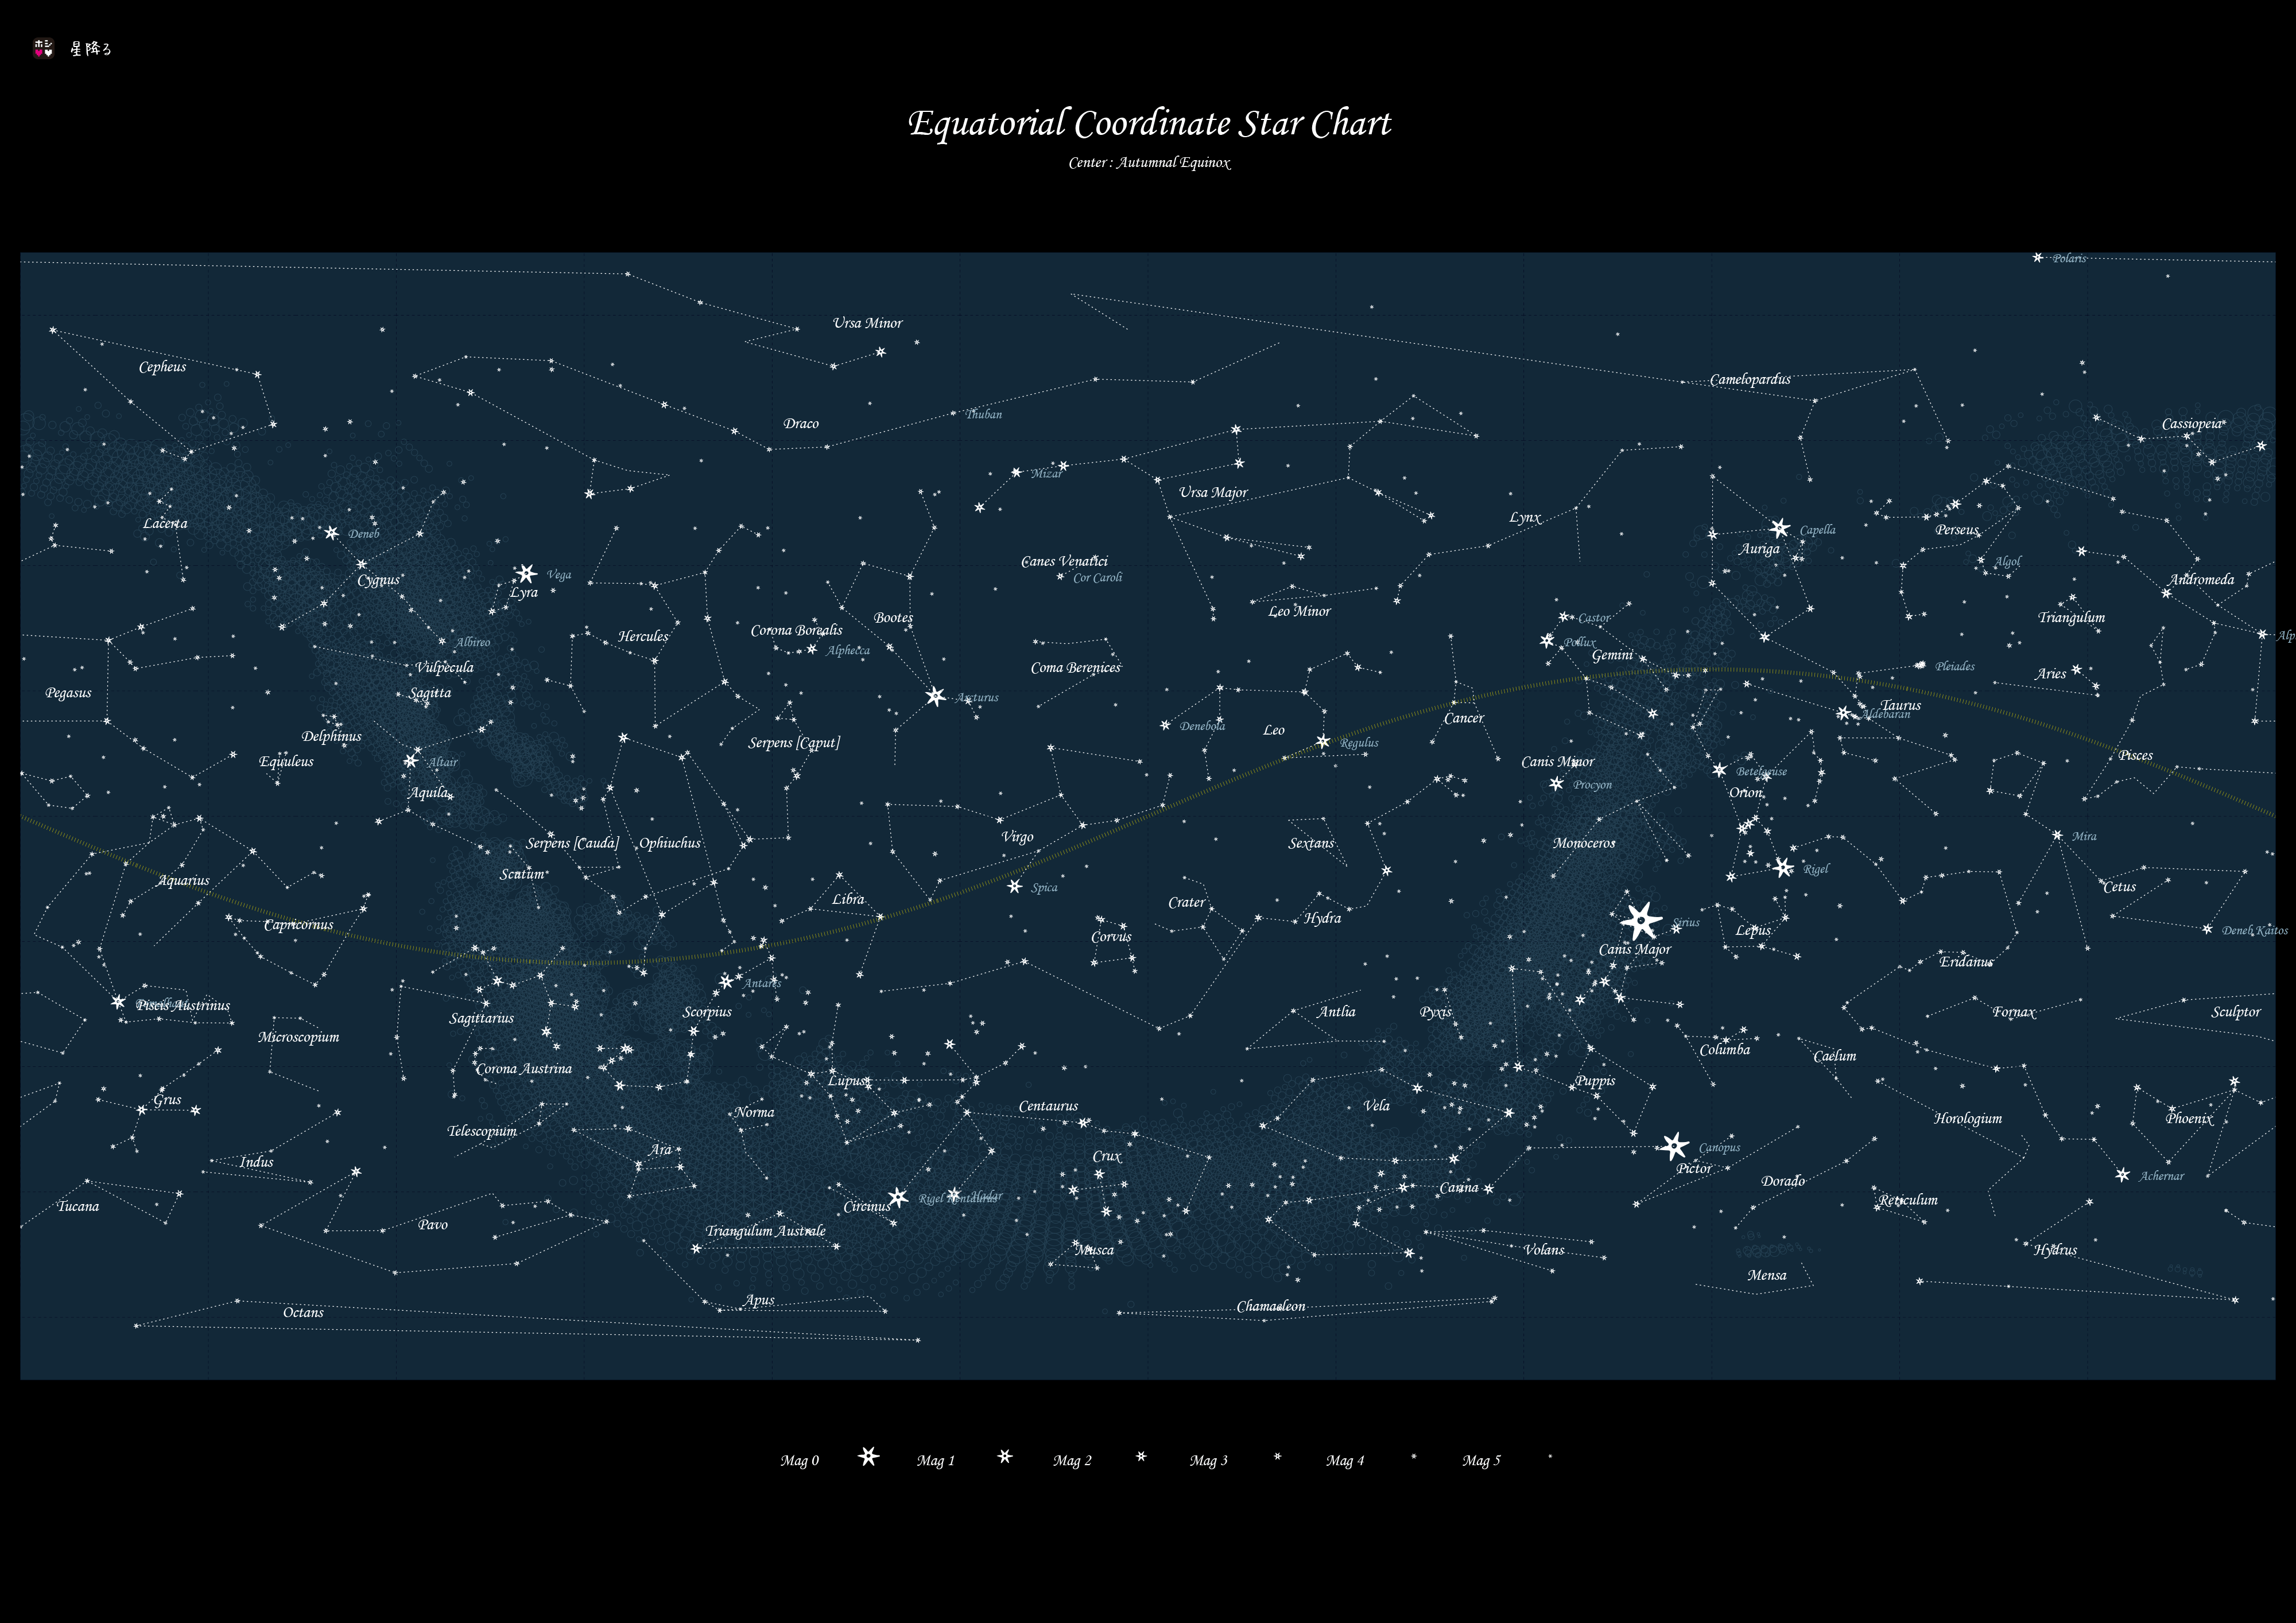 ホシ
星降る
Equatorial Coordinate Star Chart
Center : Autumnal Equinox
Polaris
Ursa Minor
Cepheus
Camelopardus
Thuban
Draco
Cassiopeia
Mizar
Ursa Major
Lacerta
Lynx
Deneb
Capella
Perseus
Auriga
Canes Venatici
Algol
Vega
Cor Caroli
Cygnus
Andromeda
Lyra
Leo Minor
Bootes
Castor
Triangulum
Corona Borealis
Hercules
Alp
Albireo
Pollux
Alphecca
Gemini
Vulpecula
Coma Berenices
Pleiades
Aries
Pegasus
Sagitta
Arcturus
Taurus
Aldebaran
Cancer
Denebola
Leo
Delphinus
Serpens [Caput]
Regulus
Pisces
Equuleus
Altair
Canis Minor
Betelgeuse
Procyon
Aquila
Orion
Virgo
Mira
Serpens [Cauda]
Ophiuchus
Sextans
Monoceros
Scutum
Rigel
Aquarius
Spica
Cetus
Libra
Crater
Hydra
Sirius
Capricornus
Lepus
Deneb Kaitos
Corvus
Canis Major
Eridanus
Antares
Piscis Austrinus
Sagittarius
Scorpius
Antlia
Pyxis
Fornax
Sculptor
Microscopium
Columba
Caelum
Corona Austrina
Lupus
Puppis
Grus
Centaurus
Vela
Norma
Horologium
Phoenix
Telescopium
Ara
Canopus
Crux
Indus
Pictor
Achernar
Dorado
Carina
Rigel Kentaurus
Hadar
Reticulum
Tucana
Circinus
Pavo
Triangulum Australe
Musca
Volans
Hydrus
Mensa
Apus
Chamaeleon
Octans
Mag 0 Mag 1 Mag 2 Mag 3 Mag 4 Mag 5